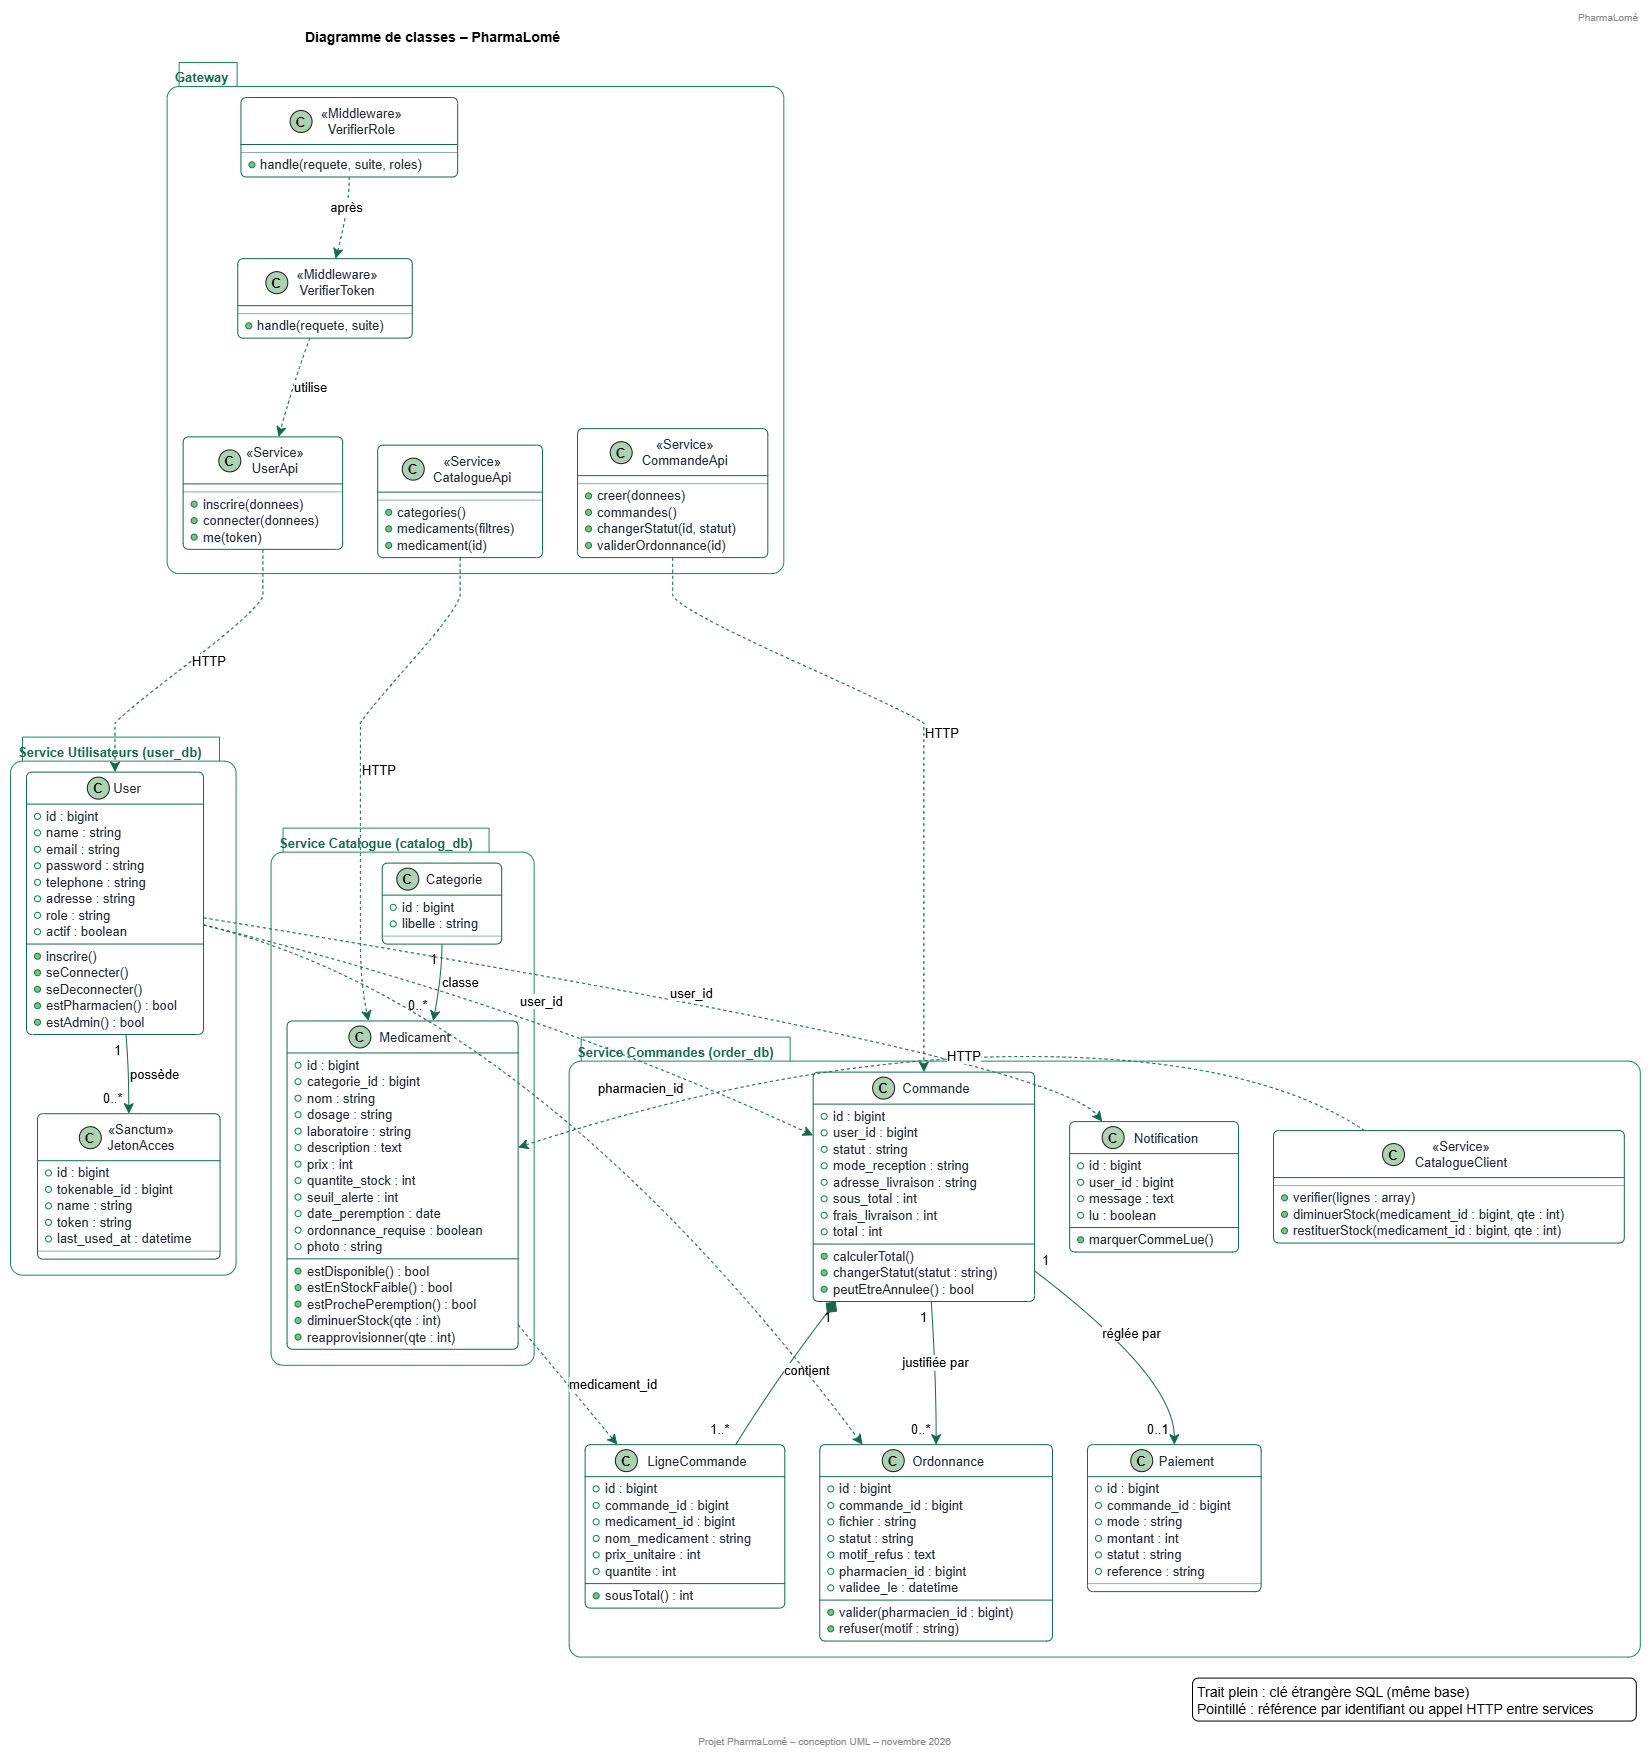 PharmaLomé
Diagramme de classes – PharmaLomé
Gateway
C
«Middleware»
VerifierRole
handle(requete, suite, roles)
après
C
«Middleware»
VerifierToken
handle(requete, suite)
utilise
C
«Service»
UserApi
inscrire(donnees)
connecter(donnees)
me(token)
C
«Service»
CatalogueApi
categories()
medicaments(filtres)
medicament(id)
C
«Service»
CommandeApi
creer(donnees)
commandes()
changerStatut(id, statut)
validerOrdonnance(id)
HTTP
HTTP
HTTP
Service Utilisateurs (user_db)
C
User
id : bigint
name : string
email : string
password : string
telephone : string
adresse : string
role : string
actif : boolean
inscrire()
seConnecter()
seDeconnecter()
estPharmacien() : bool
estAdmin() : bool
1
possède
0..*
C
«Sanctum»
JetonAcces
id : bigint
tokenable_id : bigint
name : string
token : string
last_used_at : datetime
Service Catalogue (catalog_db)
C
Categorie
id : bigint
libelle : string
1
classe
0..*
C
Medicament
id : bigint
categorie_id : bigint
nom : string
dosage : string
laboratoire : string
description : text
prix : int
quantite_stock : int
seuil_alerte : int
date_peremption : date
ordonnance_requise : boolean
photo : string
estDisponible() : bool
estEnStockFaible() : bool
estProchePeremption() : bool
diminuerStock(qte : int)
reapprovisionner(qte : int)
user_id
user_id
pharmacien_id
HTTP
medicament_id
Service Commandes (order_db)
C
Commande
id : bigint
user_id : bigint
statut : string
mode_reception : string
adresse_livraison : string
sous_total : int
frais_livraison : int
total : int
calculerTotal()
changerStatut(statut : string)
peutEtreAnnulee() : bool
C
Notification
id : bigint
user_id : bigint
message : text
lu : boolean
marquerCommeLue()
C
«Service»
CatalogueClient
verifier(lignes : array)
diminuerStock(medicament_id : bigint, qte : int)
restituerStock(medicament_id : bigint, qte : int)
1
contient
1..*
1
justifiée par
0..*
1
réglée par
0..1
C
LigneCommande
id : bigint
commande_id : bigint
medicament_id : bigint
nom_medicament : string
prix_unitaire : int
quantite : int
sousTotal() : int
C
Ordonnance
id : bigint
commande_id : bigint
fichier : string
statut : string
motif_refus : text
pharmacien_id : bigint
validee_le : datetime
valider(pharmacien_id : bigint)
refuser(motif : string)
C
Paiement
id : bigint
commande_id : bigint
mode : string
montant : int
statut : string
reference : string
Trait plein : clé étrangère SQL (même base)
Pointillé : référence par identifiant ou appel HTTP entre services
Projet PharmaLomé – conception UML – novembre 2026